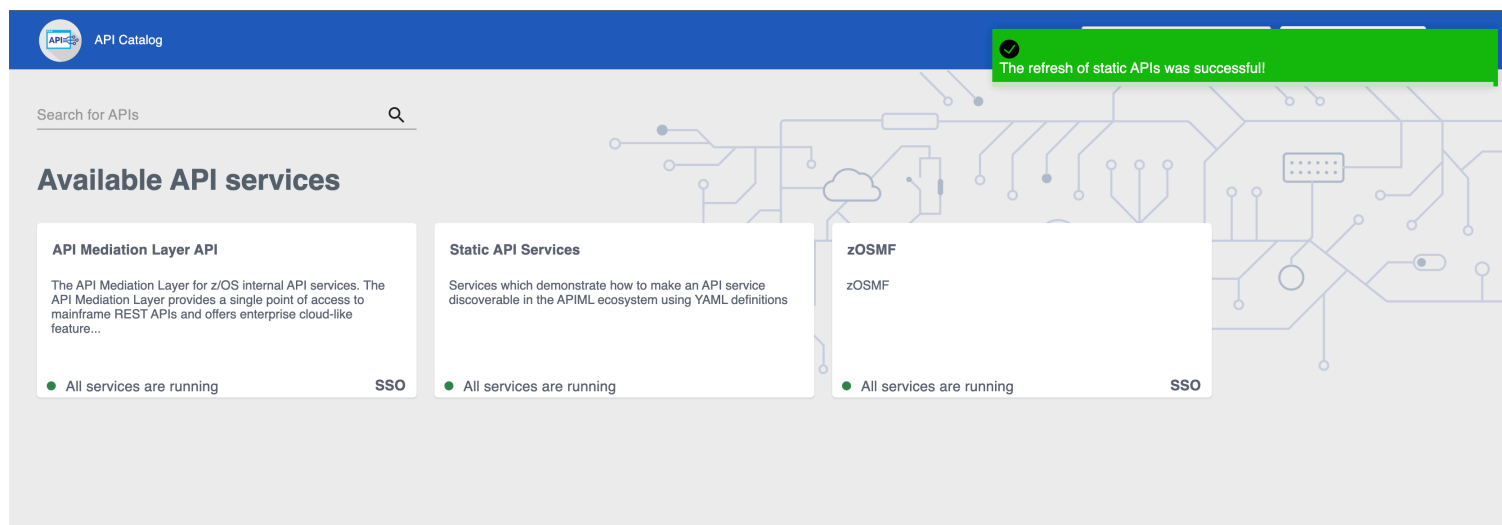 API
API Catalog
The refresh of static APIs was successful!
Search for APIs
Available API services
API Mediation Layer API
The API Mediation Layer for z/OS internal API services. The
API Mediation Layer provides a single point of access to
mainframe REST APIs and offers enterprise cloud-like
feature...
All services are running
SSO
Static API Services
Services which demonstrate how to make an API service
discoverable in the APIML ecosystem using YAML definitions
All services are running
zOSMF
zOSMF
All services are running
SSO